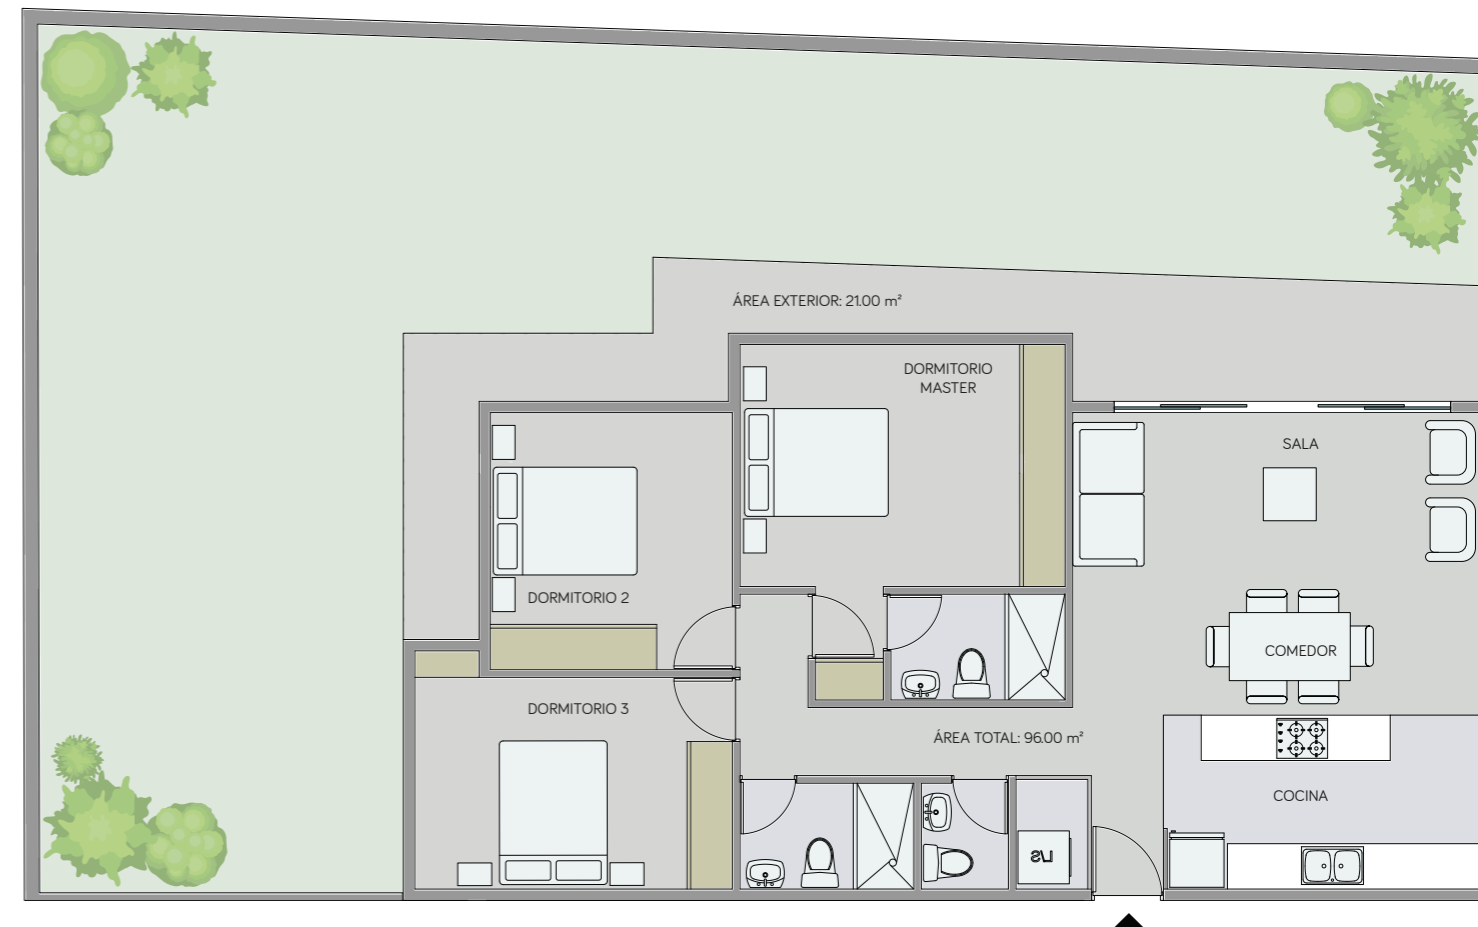 ÁREA EXTERIOR: 21.00 m²
DORMITORIO
MASTER
SALA
DORMITORIO 2
COMEDOR
DORMITORIO 3
ÁREA TOTAL: 96.00 m²
COCINA
L/S